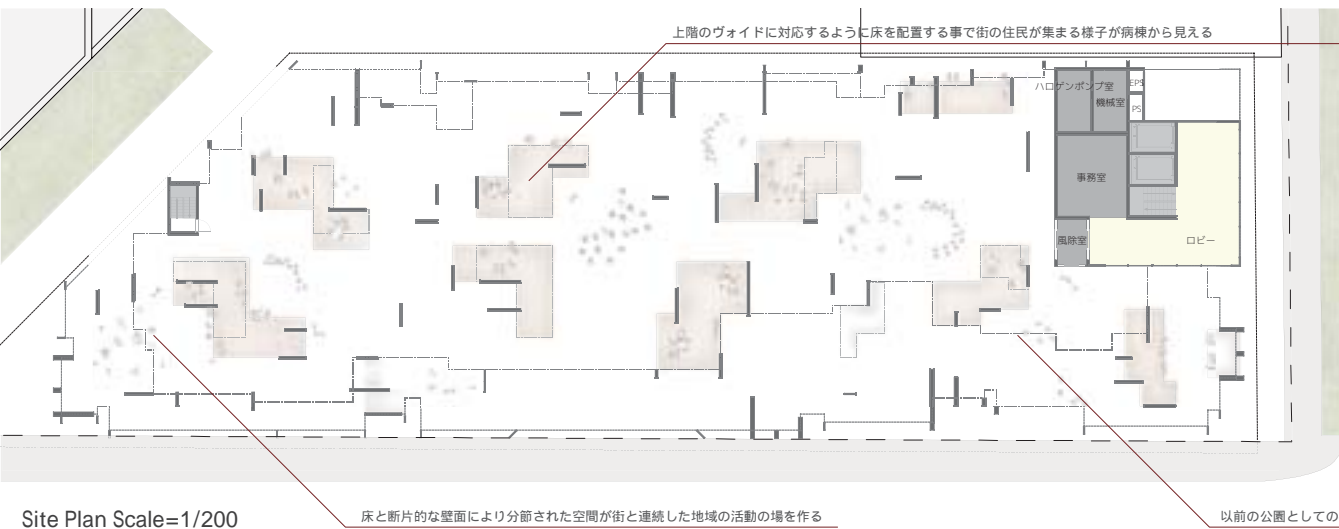 上階のヴォイドに対応するように床を配置する事で街の住民が集まる様子が病棟から見える
ハロゲンポンプ室
機械室
EPS
PS
事務室
風除室
ロビー
Site Plan Scale=1/200
床と断片的な壁面により分節された空間が街と連続した地域の活動の場を作る
以前の公園としての